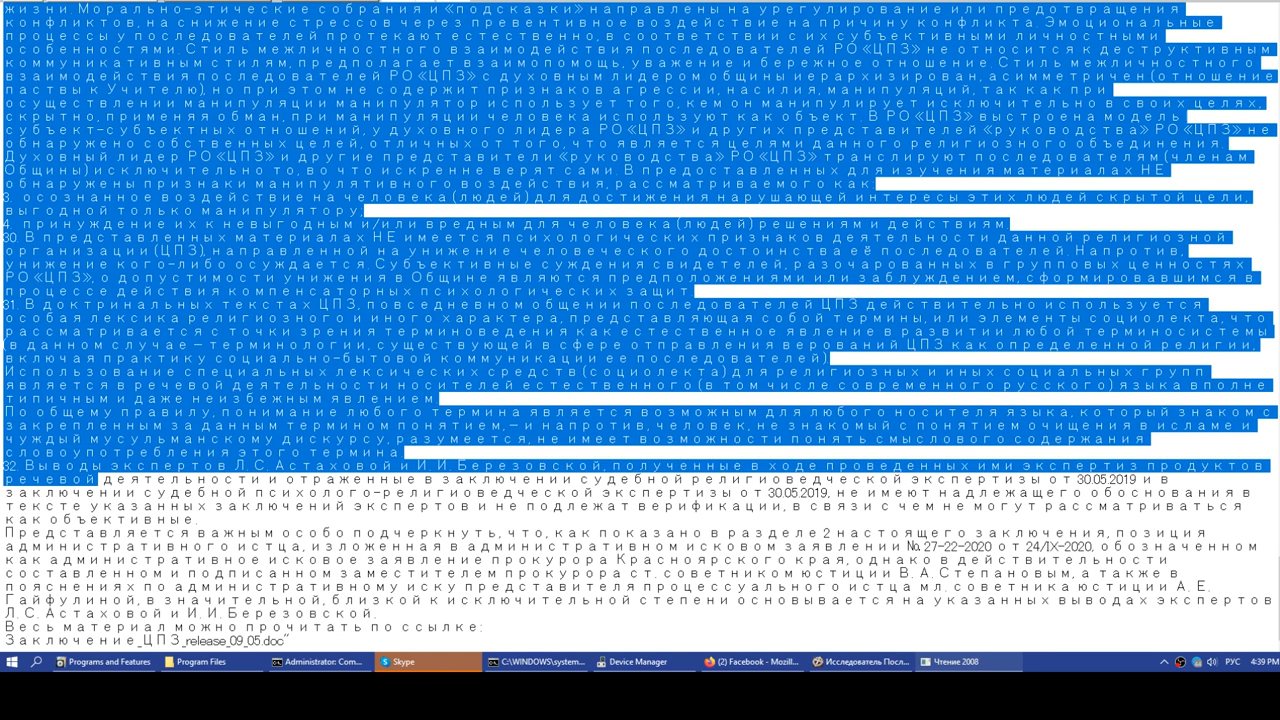 жизни. Морально-этические собрания и «подсказки» направлены на урегулирование или предотвращения
конфликтов, на снижение стрессов через превентивное воздействие на причину конфликта. Эмоциональные
процессы у последователей протекают естественно, в соответствии с их субъективными личностными
особенностями. Стиль межличностного взаимодействия последователей РО «ЦПЗ» не относится к деструктивным
коммуникативным стилям, предполагает взаимопомощь, уважение и бережное отношение. Стиль межличностного
взаимодействия последователей РО «ЦПЗ» с духовным лидером общины иерархизирован, асимметричен (отношение
паствы к Учителю), но при этом не содержит признаков агрессии, насилия, манипуляций, так как при
осуществлении манипуляции манипулятор использует того, кем он манипулирует исключительно в своих целях,
скрытно, применяя обман, при манипуляции человека используют как объект. В РО «ЦПЗ» выстроена модель
субъект-субъектных отношений, у духовного лидера РО «ЦПЗ» и других представителей «руководства» РО «ЦПЗ» не
обнаружено собственных целей, отличных от того, что является целями данного религиозного объединения.
Духовный лидер РО «ЦПЗ» и другие представители «руководства» РО «ЦПЗ» транслируют последователям (членам
Общины) исключительно то, во что искренне верят сами. В предоставленных для изучения материалах НЕ
обнаружены признаки манипулятивного воздействия, рассматриваемого как:
3. осознанное воздействие на человека (людей) для достижения нарушающей интересы этих людей скрытой цели,
выгодной только манипулятору;
4. принуждение их к невыгодным и/или вредным для человека (людей) решениями и действиям.
30. В представленных материалах НЕ имеется психологических признаков деятельности данной религиозной
организации (ЦПЗ), направленной на унижение человеческого достоинства её последователей. Напротив,
унижение кого-либо осуждается. Субъективные суждения свидетелей, разочарованных в групповых ценностях
РО «ЦПЗ» о допустимости унижения в Общине являются предположениями или заблуждением, сформировавшимся в
процессе действия компенсаторных психологических защит.
31. В доктринальных текстах ЦПЗ, повседневном общении последователей ЦПЗ действительно используется
особая лексика религиозного и иного характера, представляющая собой термины, или элементы социолекта, что
рассматривается с точки зрения терминоведения как естественное явление в развитии любой терминосистемы
(в данном случае – терминологии, существующей в сфере отправления верований ЦПЗ как определенной религии,
включая практику социально-бытовой коммуникации ее последователей).
Использование специальных лексических средств (социолекта) для религиозных и иных социальных групп
является в речевой деятельности носителей естественного (в том числе современного русского) языка вполне
типичным и даже неизбежным явлением.
По общему правилу, понимание любого термина является возможным для любого носителя языка, который знаком с
закрепленным за данным термином понятием, – и напротив, человек, не знакомый с понятием очищения в исламе и
чуждый мусульманскому дискурсу, разумеется, не имеет возможности понять смыслового содержания
словоупотребления этого термина.
32. Выводы экспертов Л. С. Астаховой и И. И. Березовской, полученные в ходе проведенных ими экспертиз продуктов
речевой деятельности и отраженные в заключении судебной религиоведческой экспертизы от 30.05.2019 и в
заключении судебной психолого-религиоведческой экспертизы от 30.05.2019, не имеют надлежащего обоснования в
тексте указанных заключений экспертов и не подлежат верификации, в связи с чем не могут рассматриваться
как объективные.
Представляется важным особо подчеркнуть, что, как показано в разделе 2 настоящего заключения, позиция
административного истца, изложенная в административном исковом заявлении № 27-22-2020 от 24/IX-2020, обозначенном
как административное исковое заявление прокурора Красноярского края, однако в действительности
составленном и подписанном заместителем прокурора ст. советником юстиции В. А. Степановым, а также в
пояснениях по административному иску представителя процессуального истца мл. советника юстиции А. Е.
Гайфулиной, в значительной, близкой к исключительной степени основывается на указанных выводах экспертов
Л. С. Астаховой и И. И. Березовской.
Весь материал можно прочитать по ссылке:
Заключение_ЦПЗ_release_09_05.doc"
Programs and Features
Program Files
Administrator: Com...
Skype
C:\WINDOWS\system...
Device Manager
(2) Facebook - Mozill...
Исследователь Посл...
Чтение 2008
РУС
4:39 PM